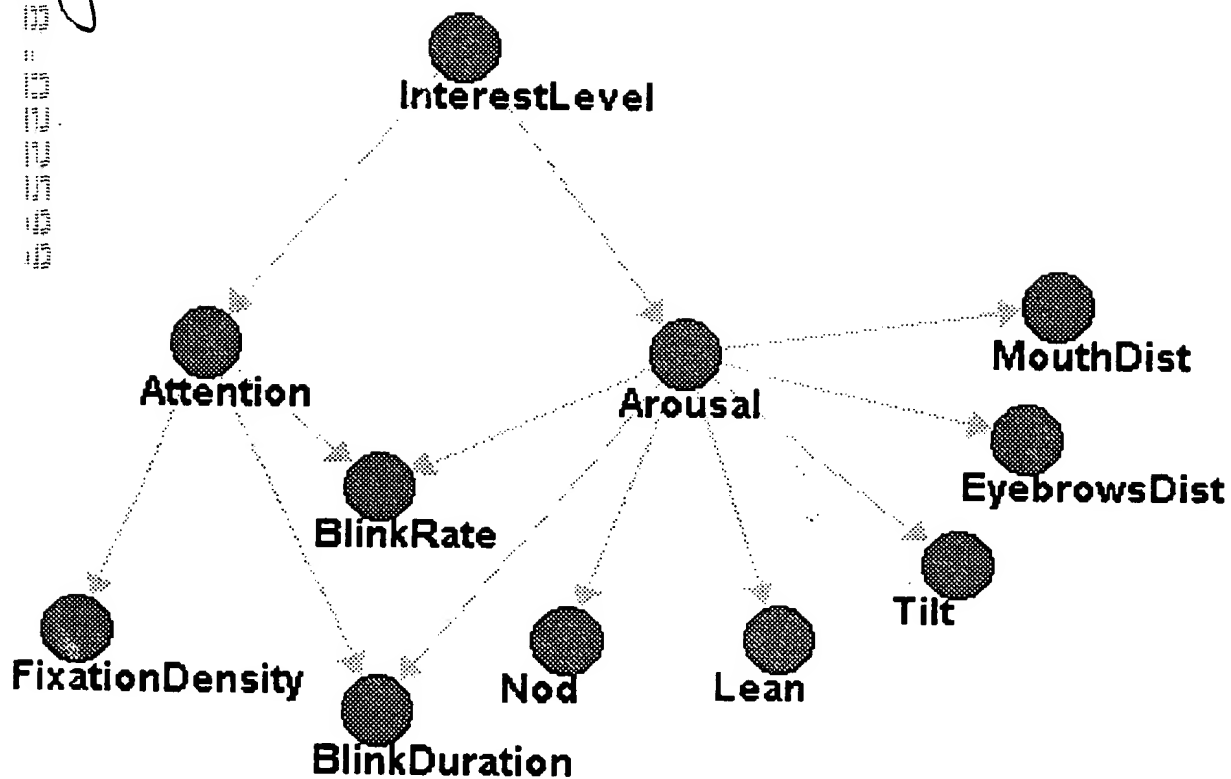 InterestLevel
Attention
Arousal
MouthDist
EyebrowsDist
BlinkRate
Tilt
FixationDensity
Nod
Lean
BlinkDuration